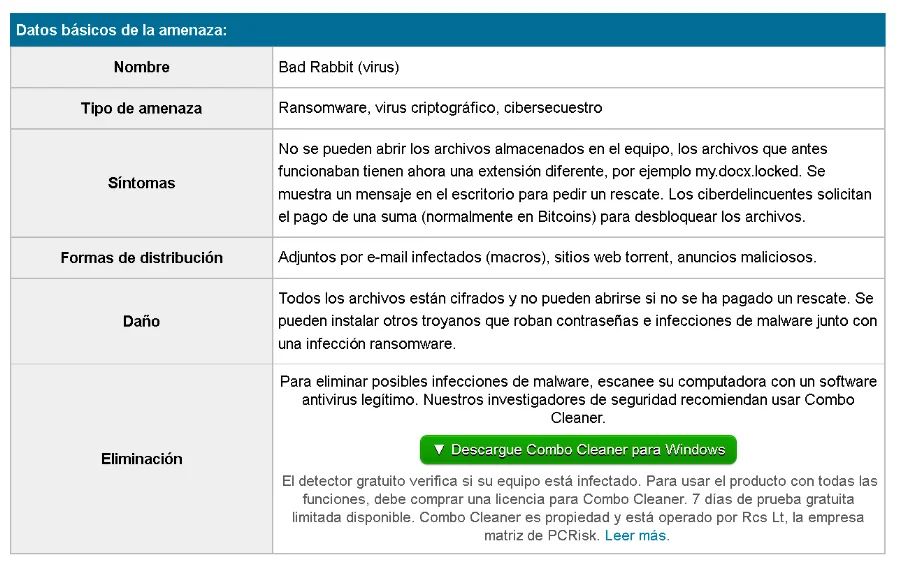 Datos básicos de la amenaza:
Nombre
Bad Rabbit (virus)
Tipo de amenaza
Ransomware, virus criptográfico, cibersecuestro
Síntomas
No se pueden abrir los archivos almacenados en el equipo, los archivos que antes
funcionaban tienen ahora una extensión diferente, por ejemplo my.docx.locked. Se
muestra un mensaje en el escritorio para pedir un rescate. Los ciberdelincuentes solicitan
el pago de una suma (normalmente en Bitcoins) para desbloquear los archivos.
Formas de distribución
Adjuntos por e-mail infectados (macros), sitios web torrent, anuncios maliciosos.
Daño
Todos los archivos están cifrados y no pueden abrirse si no se ha pagado un rescate. Se
pueden instalar otros troyanos que roban contraseñas e infecciones de malware junto con
una infección ransomware.
Eliminación
Para eliminar posibles infecciones de malware, escanee su computadora con un software
antivirus legítimo. Nuestros investigadores de seguridad recomiendan usar Combo
Cleaner.
▼ Descargue Combo Cleaner para Windows
El detector gratuito verifica si su equipo está infectado. Para usar el producto con todas las
funciones, debe comprar una licencia para Combo Cleaner. 7 días de prueba gratuita
limitada disponible. Combo Cleaner es propiedad y está operado por Rcs Lt, la empresa
matriz de PCRisk. Leer más.